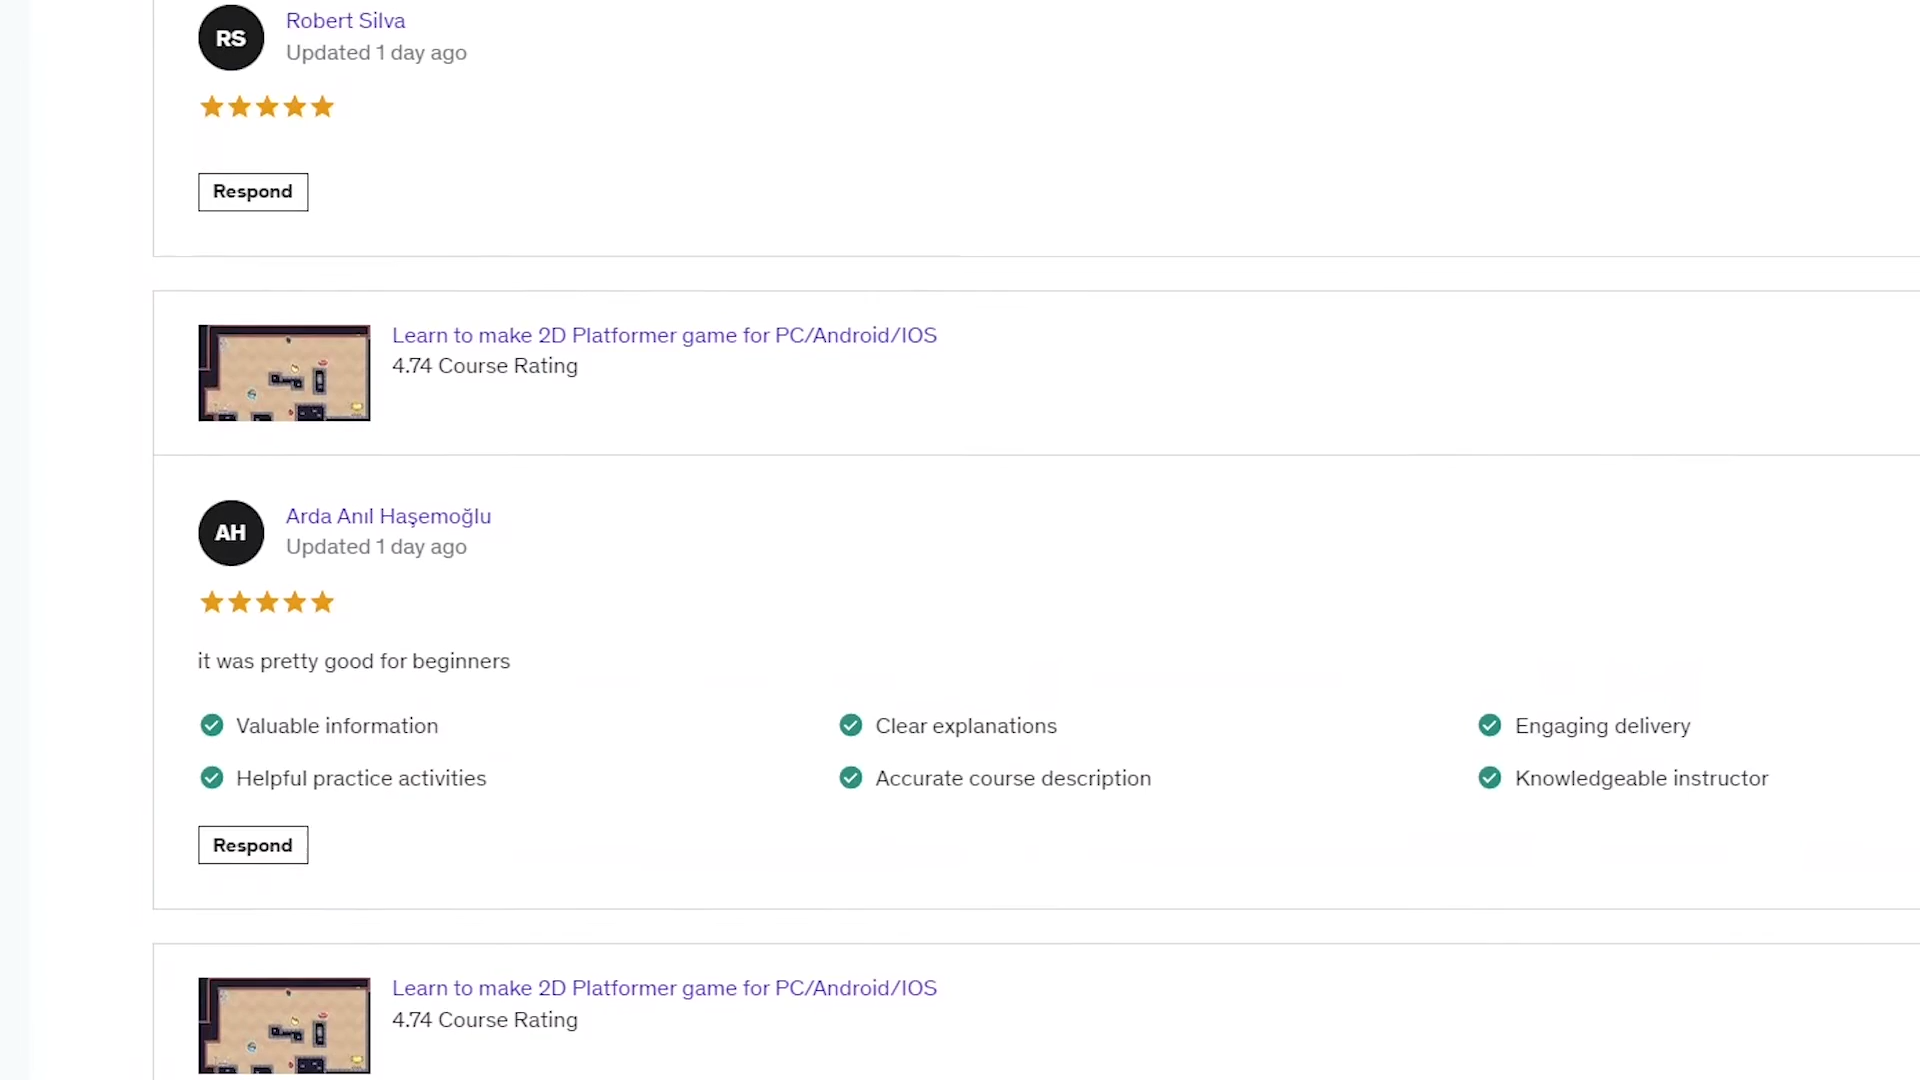 RS
Robert Silva
Updated 1 day ago
Respond
Learn to make 2D Platformer game for PC/Android/IOS
4.74 Course Rating
AH
Arda Anıl Haşemoğlu
Updated 1 day ago
it was pretty good for beginners
Valuable information
Clear explanations
Engaging delivery
Helpful practice activities
Accurate course description
Knowledgeable instructor
Respond
Learn to make 2D Platformer game for PC/Android/IOS
4.74 Course Rating